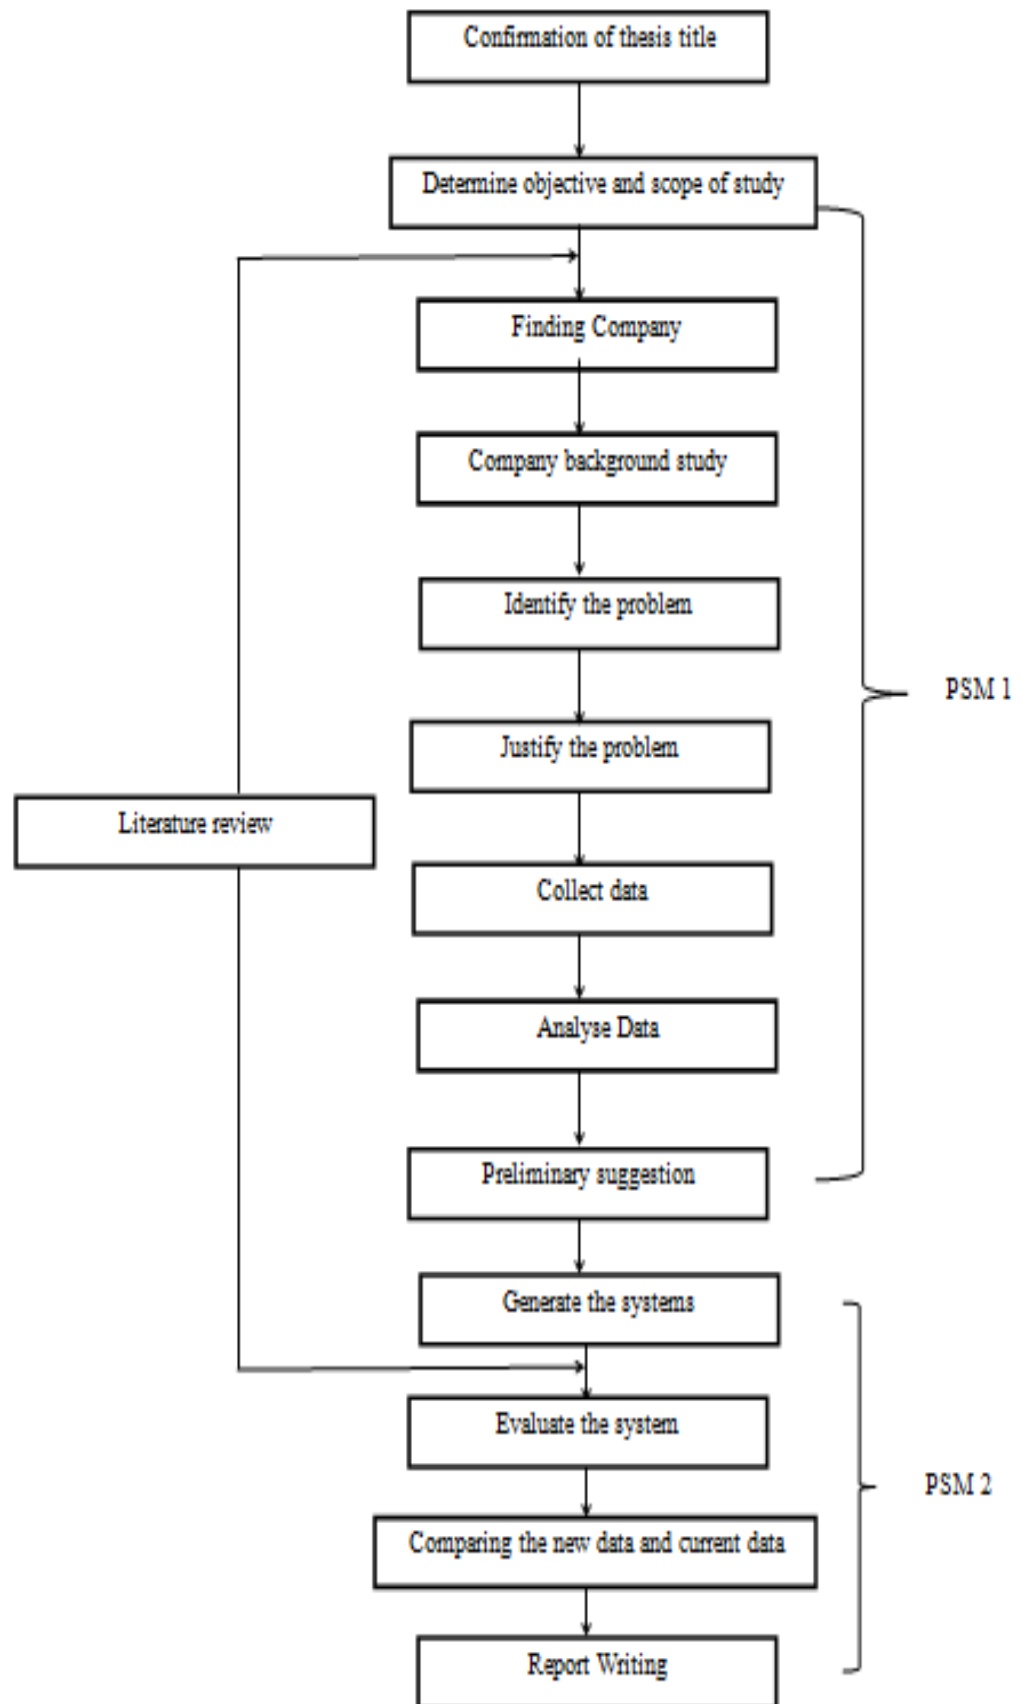 Confirmation of thesis title
Determine objective and scope of study
Finding Company
Company background study
Identify the problem
PSM 1
Justify the problem
Literature review
Collect data
Analyse Data
Preliminary suggestion
Generate the systems
Evaluate the system
PSM 2
Comparing the new data and current data
Report Writing